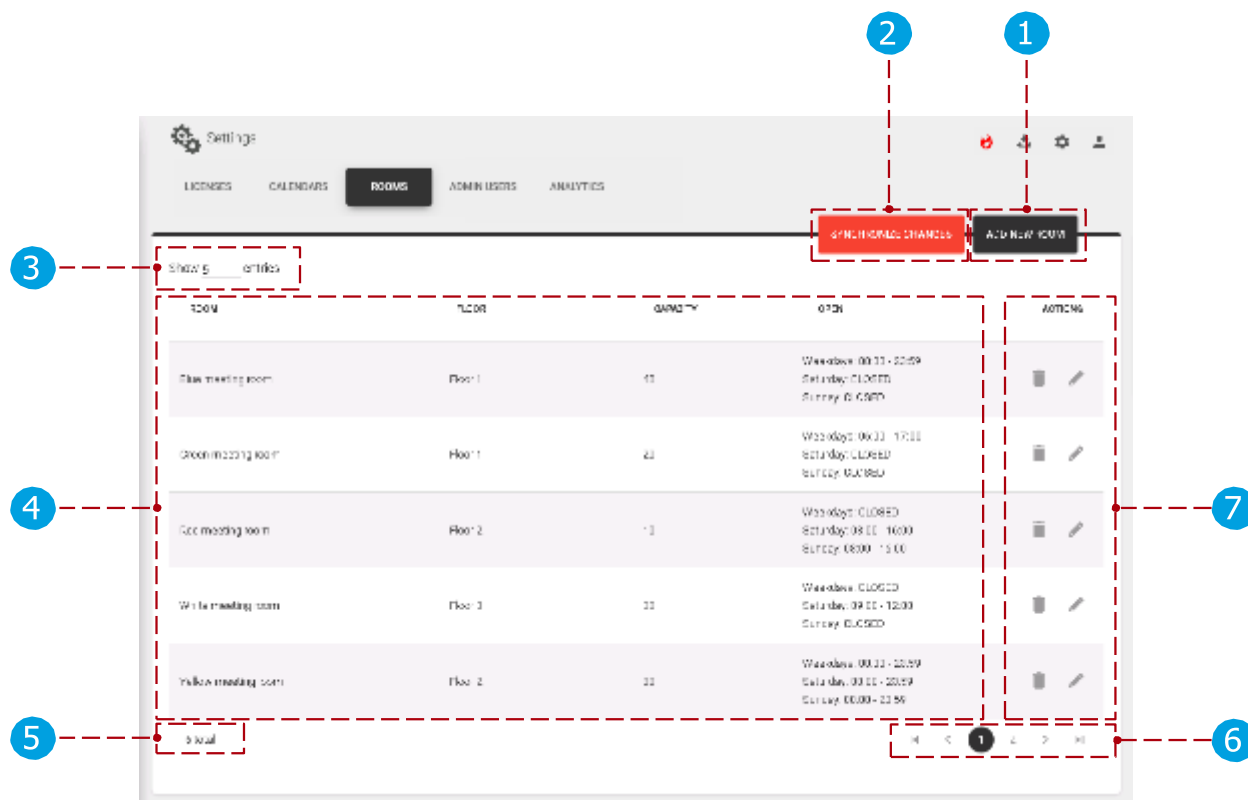 2 1
Settings
LICENSES CALENDARS ROOMS ADMIN USERS ANALYTICS
SYNCHRONIZE CHANGES ADD NEW ROOM
3
Show 5 entries
ROOM FLOOR CAPACITY OPEN ACTIONS
Weekdays: 00:00 - 23:59
Blue meeting room Floor 1 Saturday: CLOSED
Sunday: CLOSED
Weekdays: 06:00 - 17:00
Green meeting room Floor 1 20 Saturday: CLOSED
Sunday: CLOSED
4 7
Weekdays: CLOSED
Red meeting room Floor 2 Saturday: 08:00 - 16:00
Sunday: 08:00
Weekdays: CLOSED
White meeting room Floor Saturday: 09:00 - 12:00
Sunday: CLOSED
Weekdays: 00:00 - 23:59
Yellow meeting room Floor 2 Saturday: 00:00 - 23:59
Sunday: 00:00 - 23:59
5 total 1 6